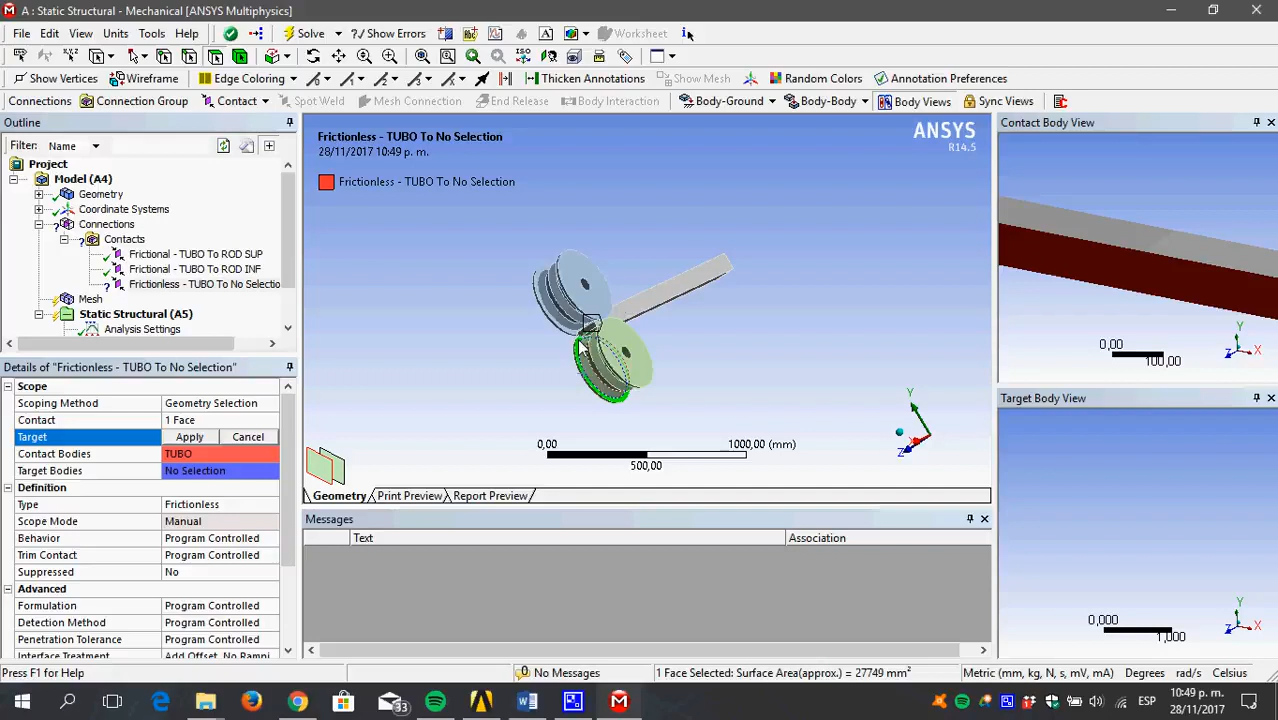 A : Static Structural - Mechanical [ANSYS Multiphysics]
File Edit View Units Tools Help Solve Show Errors Worksheet
Show Vertices Wireframe Edge Coloring Thicken Annotations Show Mesh Random Colors Annotation Preferences
Connections Connection Group Contact Spot Weld Mesh Connection End Release Body Interaction Body-Ground Body-Body Body Views Sync Views
Outline
Filter: Name
Project
Model (A4)
Geometry
Coordinate Systems
Connections
Contacts
Frictional - TUBO To ROD SUP
Frictional - TUBO To ROD INF
Frictionless - TUBO To No Selectio
Mesh
Static Structural (A5)
Analysis Settings
Details of "Frictionless - TUBO To No Selection"
Scope
Scoping Method Geometry Selection
Contact 1 Face
Target Apply Cancel
Contact Bodies TUBO
Target Bodies No Selection
Definition
Type Frictionless
Scope Mode Manual
Behavior Program Controlled
Trim Contact Program Controlled
Suppressed No
Advanced
Formulation Program Controlled
Detection Method Program Controlled
Penetration Tolerance Program Controlled
Interface Treatment Add Offset, No Rampi
Frictionless - TUBO To No Selection
28/11/2017 10:49 p. m.
Frictionless - TUBO To No Selection
ANSYS
R14.5
Y
X
Z
0,00 1000,00 (mm)
500,00
Geometry Print Preview Report Preview
Messages
Text Association
Contact Body View
0,00
100,00
Y
Z X
Target Body View
0,000
1,000
Y
Z X
Press F1 for Help No Messages 1 Face Selected: Surface Area(approx.) = 27749 mm² Metric (mm, kg, N, s, mV, mA) Degrees rad/s Celsius
33
ESP
10:49 p. m.
28/11/2017